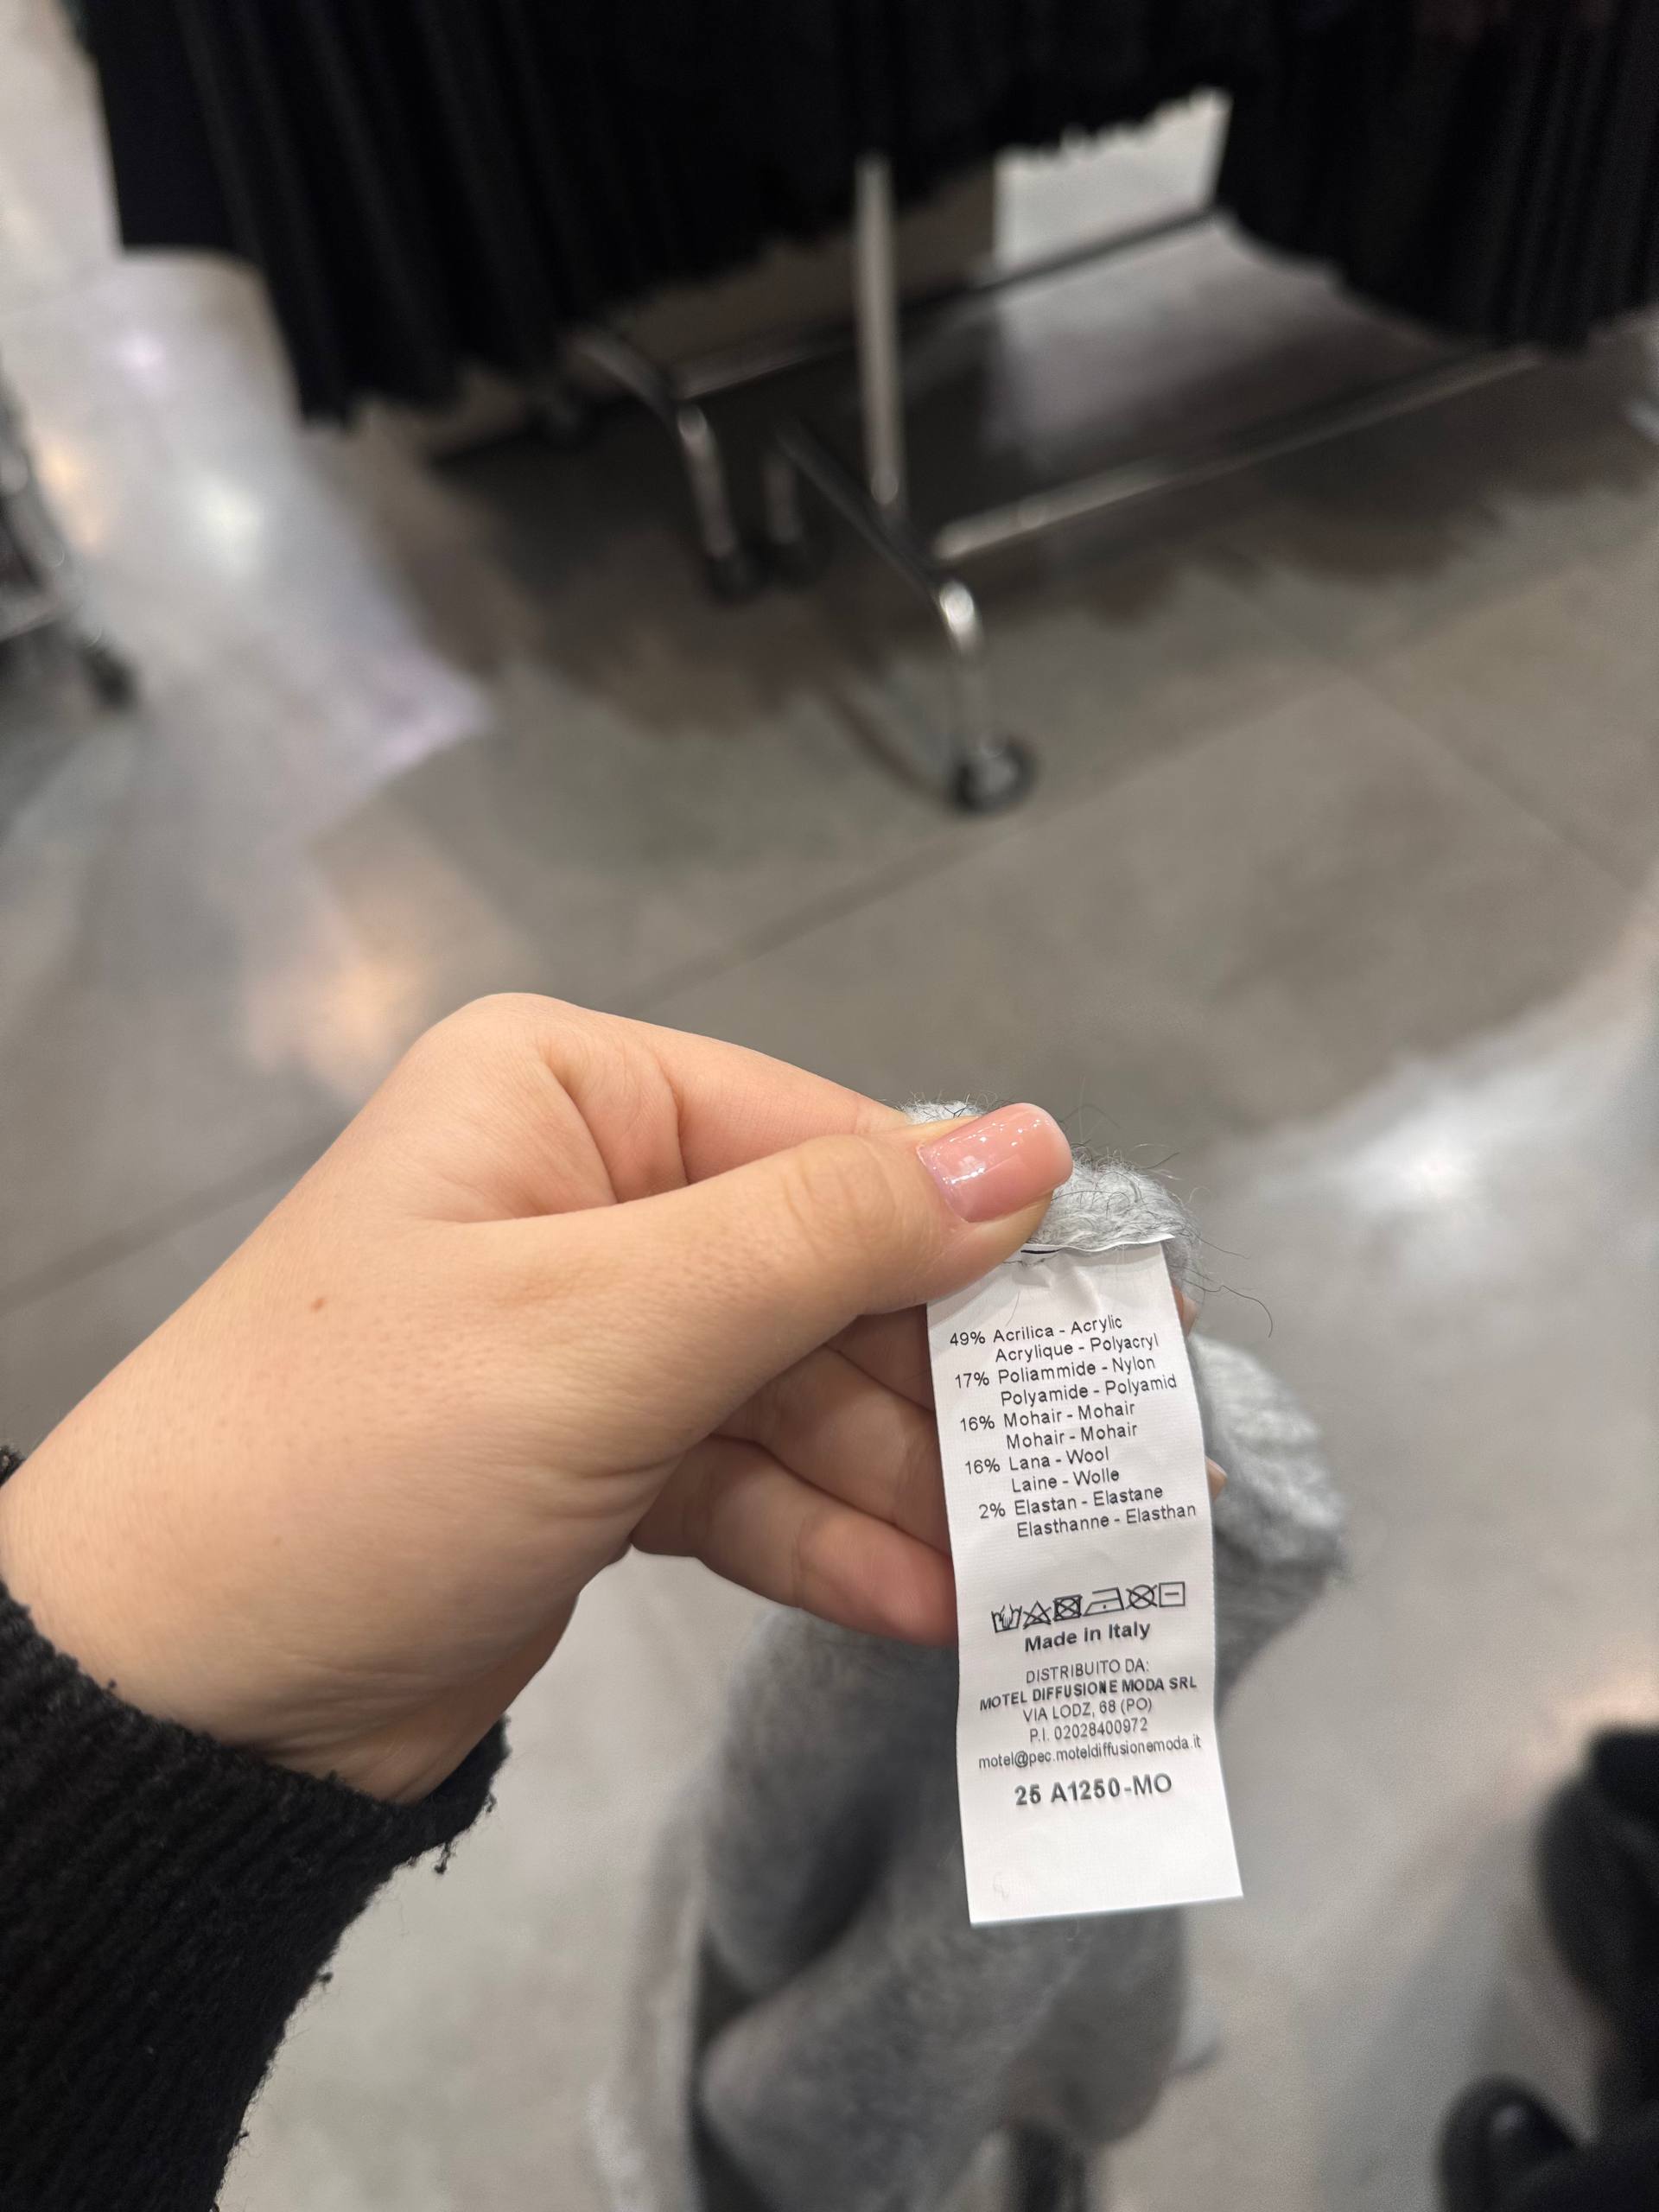 49% Acrilica - Acrylic
Acrylique - Polyacryl
17% Poliammide - Nylon
Polyamide - Polyamid
16% Mohair - Mohair
Mohair - Mohair
16% Lana - Wool
Laine - Wolle
2% Elastan - Elastane
Elasthanne - Elasthan
Made in Italy
DISTRIBUITO DA:
MOTEL DIFFUSIONE MODA SRL
VIA LODZ, 68 (PO)
P.I. 02028400972
motel@pec.moteldiffusionemoda.it
25 A1250-MO